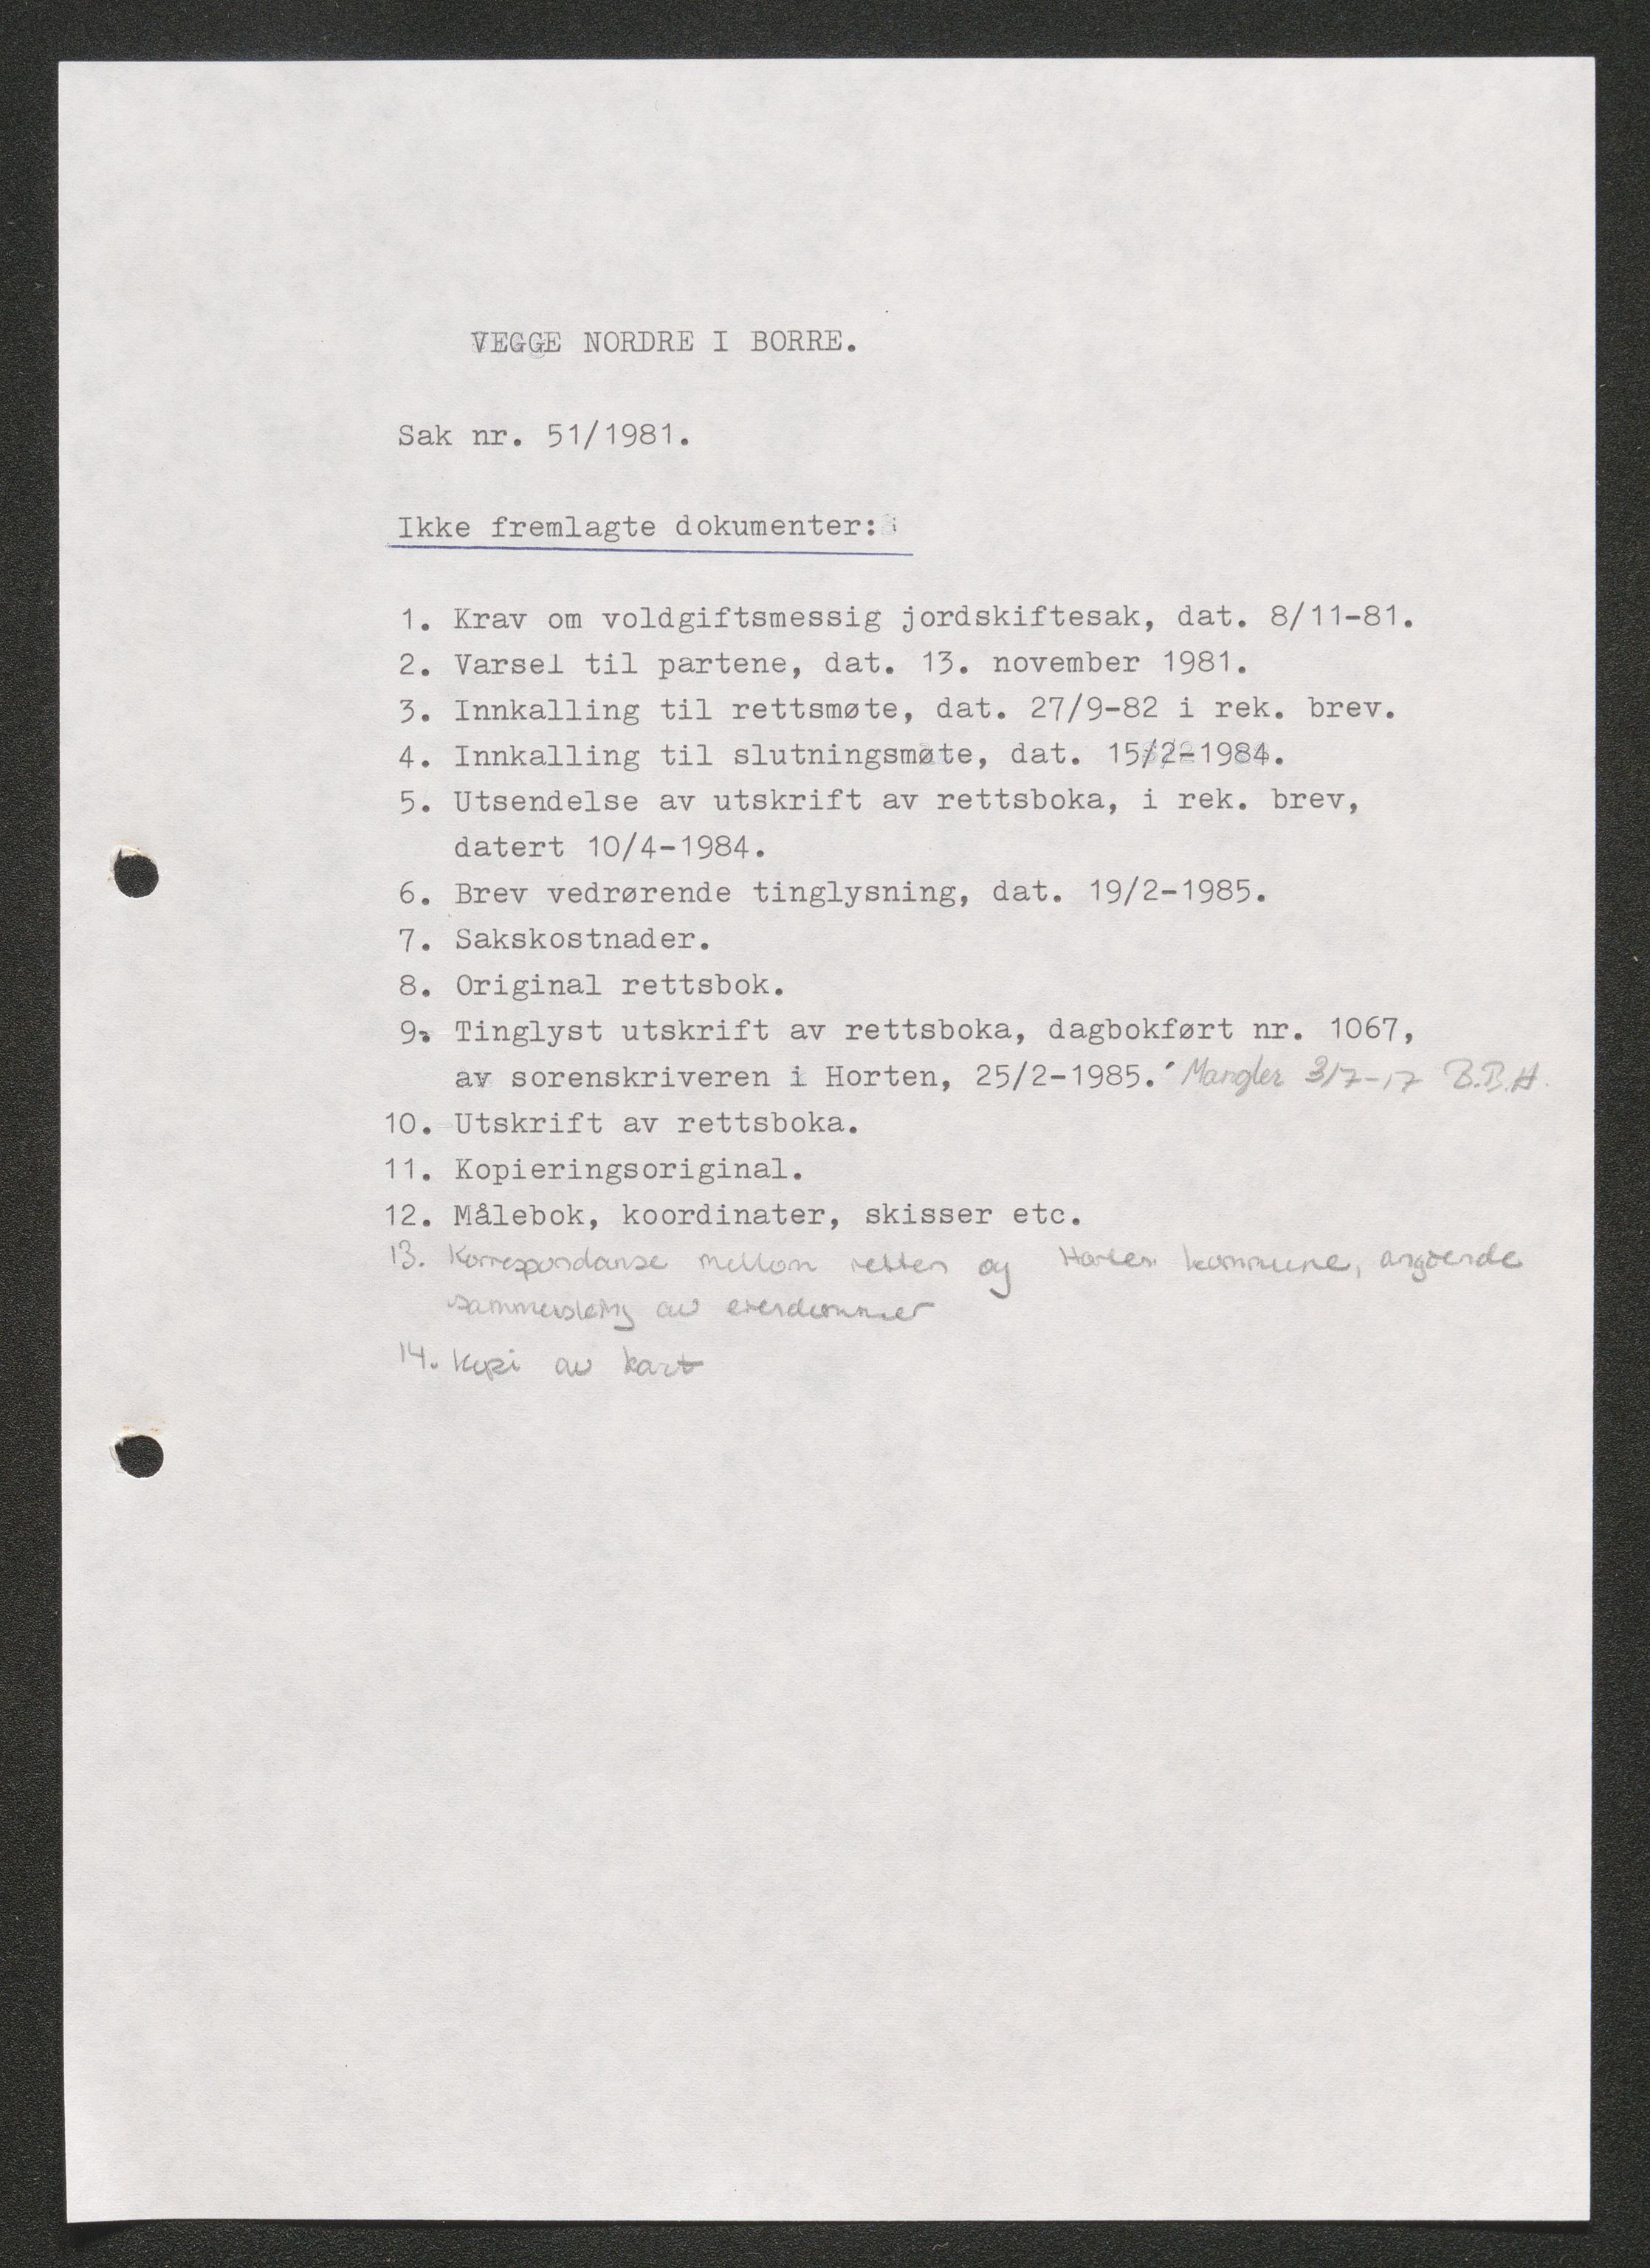 VEGGE NORDRE I BORRE.
Sak nr. 51/1981.
Ikke fremlagte dokumenter:
1. Krav om voldgiftsmessig jordskiftesak, dat. 8/11-81.
2. Varsel til partene, dat. 13. november 1981.
3. Innkalling til rettsmøte, dat. 27/9-82 i rek. brev.
4. Innkalling til slutningsmøte, dat. 15/2-1984.
5. Utsendelse av utskrift av rettsboka, i rek. brev,
datert 10/4-1984.
6. Brev vedrørende tinglysning, dat. 19/2-1985.
7. Sakskostnader.
8. Original rettsbok.
9. Tinglyst utskrift av rettsboka, dagbokført nr. 1067,
av sorenskriveren i Horten, 25/2-1985. Mangler 3/7-17 B.B.H.
10. Utskrift av rettsboka.
11. Kopieringsoriginal.
12. Målebok, koordinater, skisser etc.
13. Korrespondanse mellom retten og Horten kommune, angående
av eiendommer
14. Kopi av kart